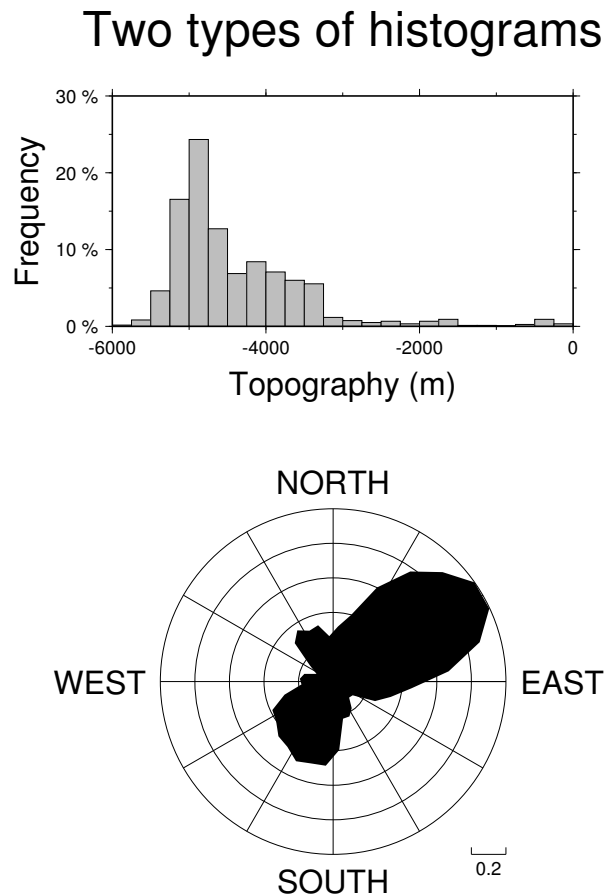 Two types of histograms
30 %
20 %
10 %
0 %
Frequency
-6000 -4000 -2000 0
Topography (m)
NORTH
WEST EAST
SOUTH
0.2